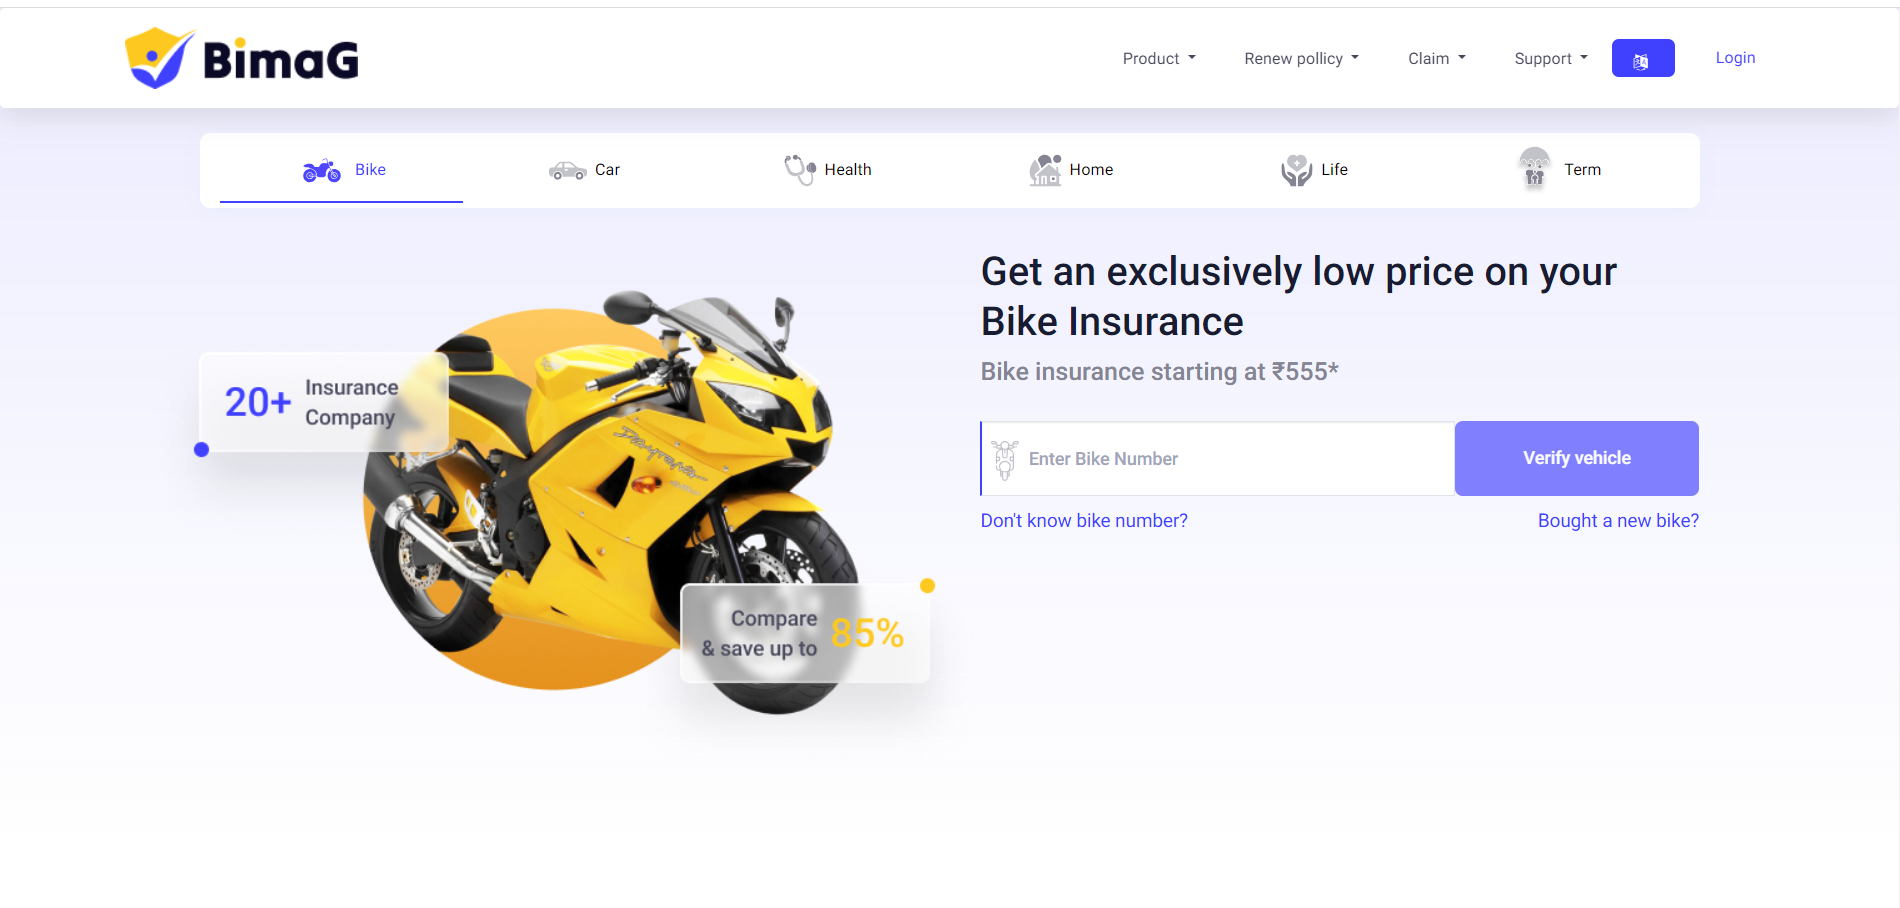 BimaG
Product
Renew pollicy
Claim
Support
Login
Bike
Car
Health
Home
Life
Term
Get an exclusively low price on your
Bike Insurance
Bike insurance starting at ₹555*
20+ Insurance
Company
Enter Bike Number
Verify vehicle
Don't know bike number?
Bought a new bike?
Compare
& save up to 85%